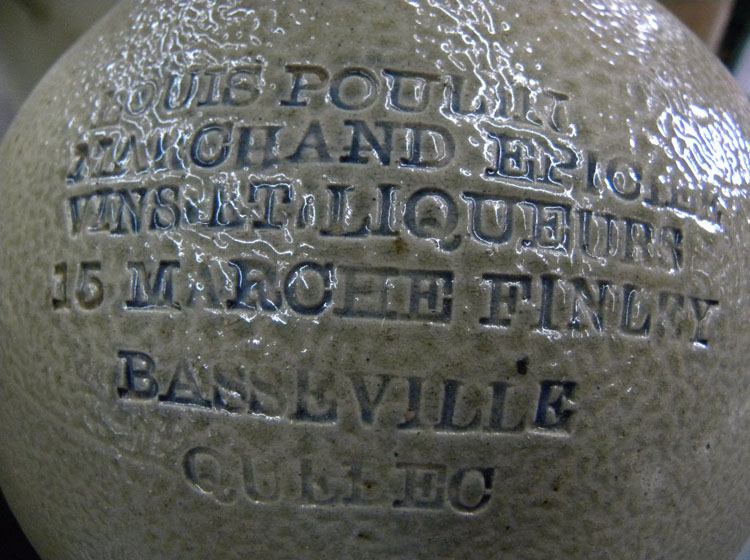 LOUIS POULIN
MARCHAND EPICIER
VINS ET LIQUEURS
15 MARCHE FINLEY
BASSEVILLE
QUEBEC